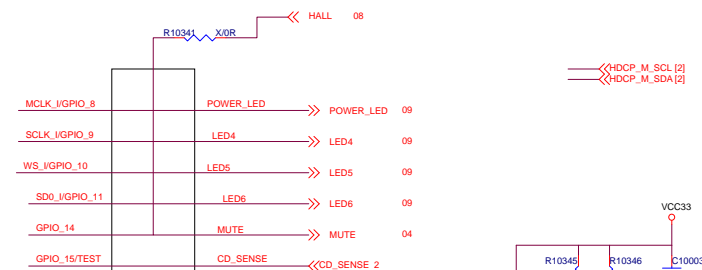 HALL 08
R10341 X/0R
HDCP_M_SCL [2]
HDCP_M_SDA [2]
MCLK_I/GPIO_8 POWER_LED POWER_LED 09
SCLK_I/GPIO_9 LED4 LED4 09
WS_I/GPIO_10 LED5 LED5 09
SD0_I/GPIO_11 LED6 LED6 09
VCC33
GPIO_14 MUTE MUTE 04
GPIO_15/TEST CD_SENSE CD_SENSE 2
R10345 R10346 C10003